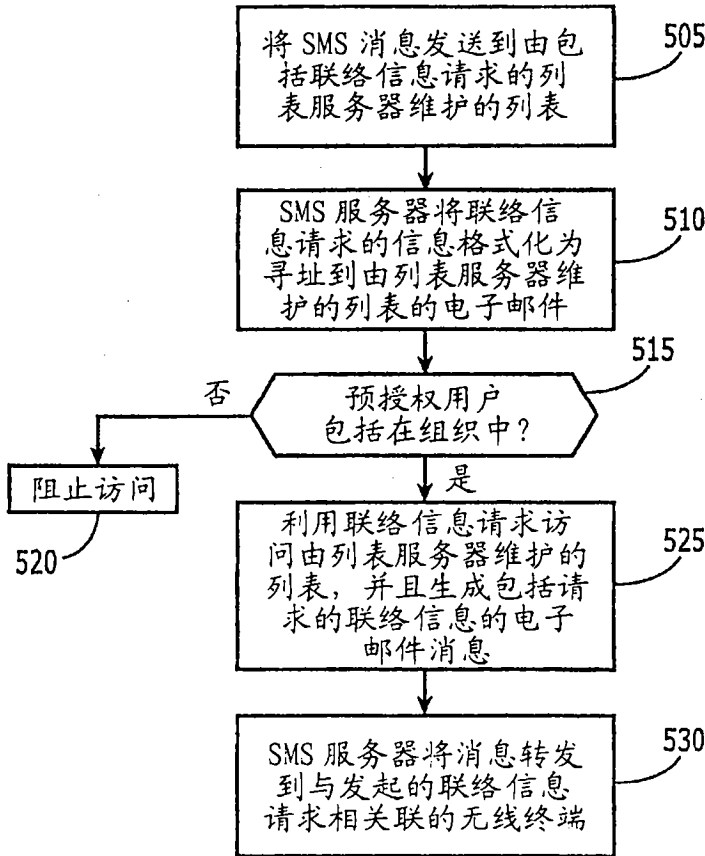 将 SMS 消息发送到由包
括联络信息请求的列
表服务器维护的列表
505
SMS 服务器将联络信
息请求的信息格式化为
寻址到由列表服务器维
护的列表的电子邮件
510
预授权用户
包括在组织中?
515
否
是
阻止访问
520
利用联络信息请求访
问由列表服务器维护的
列表，并且生成包括请
求的联络信息的电子
邮件消息
525
SMS 服务器将消息转发
到与发起的联络信息
请求相关联的无线终端
530